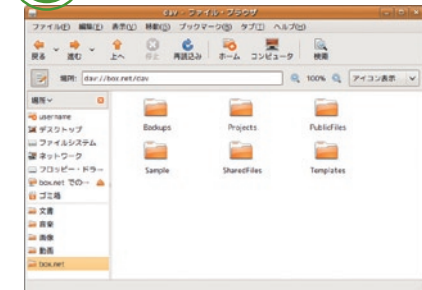 dav - ファイル・ブラウザ
ファイル(F) 編集(E) 表示(V) 移動(G) ブックマーク(B) タブ(T) ヘルプ(H)
戻る 進む 上へ 停止 再読込み ホーム コンピュータ 検索
場所: dav://box.net/dav 100% アイコン表示
場所
username
デスクトップ
ファイルシステム
ネットワーク
フロッピー・ドラ…
box.net での…
ゴミ箱
文書
音楽
画像
動画
box.net
Backups Projects PublicFiles
Sample SharedFiles Templates